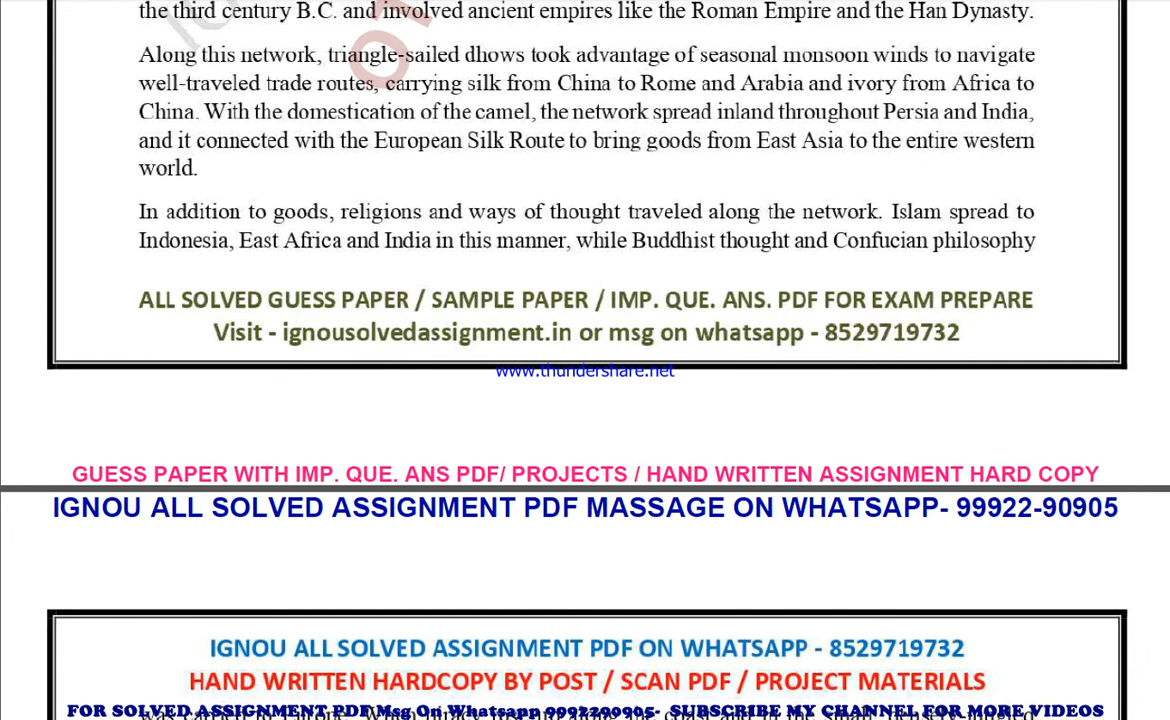 the third century B.C. and involved ancient empires like the Roman Empire and the Han Dynasty.
Along this network, triangle-sailed dhows took advantage of seasonal monsoon winds to navigate
well-traveled trade routes, carrying silk from China to Rome and Arabia and ivory from Africa to
China. With the domestication of the camel, the network spread inland throughout Persia and India,
and it connected with the European Silk Route to bring goods from East Asia to the entire western
world.
In addition to goods, religions and ways of thought traveled along the network. Islam spread to
Indonesia, East Africa and India in this manner, while Buddhist thought and Confucian philosophy
ALL SOLVED GUESS PAPER / SAMPLE PAPER / IMP. QUE. ANS. PDF FOR EXAM PREPARE
Visit - ignousolvedassignment.in or msg on whatsapp - 8529719732
www.thundershare.net
GUESS PAPER WITH IMP. QUE. ANS PDF/ PROJECTS / HAND WRITTEN ASSIGNMENT HARD COPY
IGNOU ALL SOLVED ASSIGNMENT PDF MASSAGE ON WHATSAPP- 99922-90905
IGNOU ALL SOLVED ASSIGNMENT PDF ON WHATSAPP - 8529719732
HAND WRITTEN HARDCOPY BY POST / SCAN PDF / PROJECT MATERIALS
FOR SOLVED ASSIGNMENT PDF Msg On Whatsapp 9992290905- SUBSCRIBE MY CHANNEL FOR MORE VIDEOS